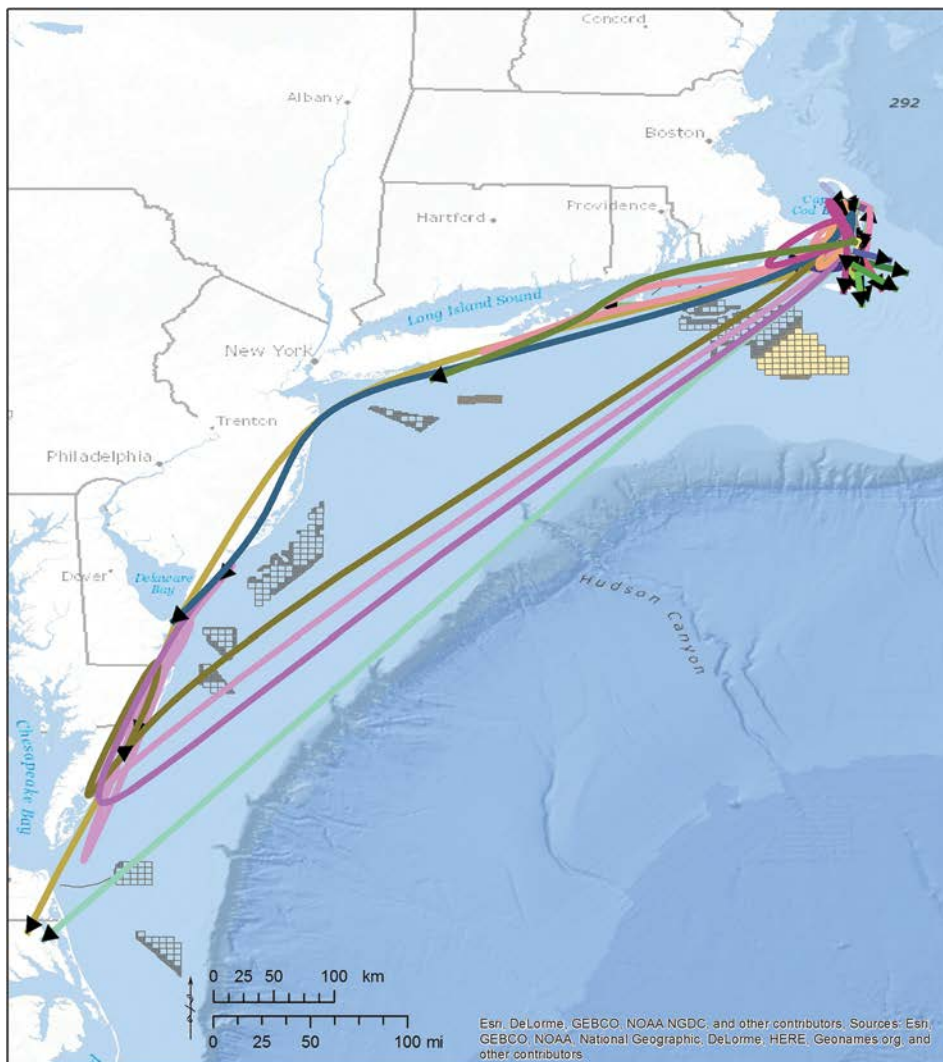 Concord
Albany
292
Boston
Hartford
Providence
Cod B
Long Island Sound
New York
Trenton
Philadelphia
Dover
Delaware
Bay
Hudson Canyon
Chesapeake Bay
0 25 50 100 km
0 25 50 100 mi
Esri, DeLorme, GEBCO, NOAA NGDC, and other contributors, Sources: Esri,
GEBCO, NOAA, National Geographic, DeLorme, HERE, Geonames.org, and
other contributors